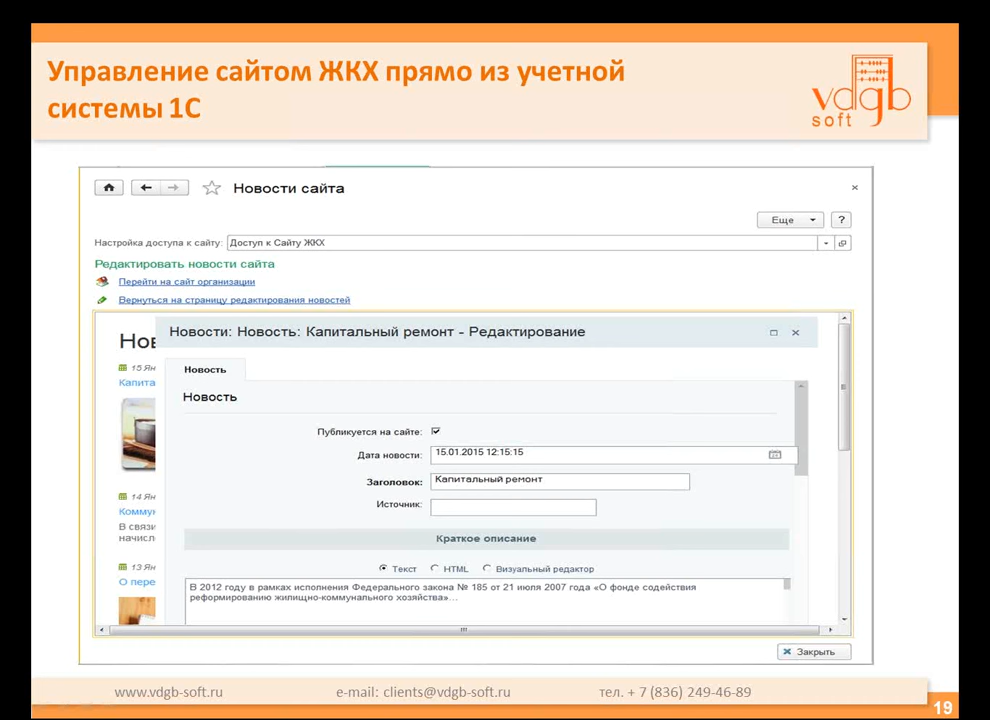 Управление сайтом ЖКХ прямо из учетной
системы 1С
vdgb
soft
Новости сайта
Еще
?
Настройка доступа к сайту: Доступ к Сайту ЖКХ
Редактировать новости сайта
Перейти на сайт организации
Вернуться на страницу редактирования новостей
Нов
Новости: Новость: Капитальный ремонт - Редактирование
15 Ян
Капита
Новость
Новость
Публикуется на сайте:
Дата новости: 15.01.2015 12:15:15
Заголовок: Капитальный ремонт
Источник:
14 Ян
Комму
В связи
начисл
Краткое описание
13 Ян
О пере
Текст HTML Визуальный редактор
В 2012 году в рамках исполнения Федерального закона № 185 от 21 июля 2007 года «О фонде содействия
реформированию жилищно-коммунального хозяйства»...
Закрыть
www.vdgb-soft.ru e-mail: clients@vdgb-soft.ru тел. + 7 (836) 249-46-89
19